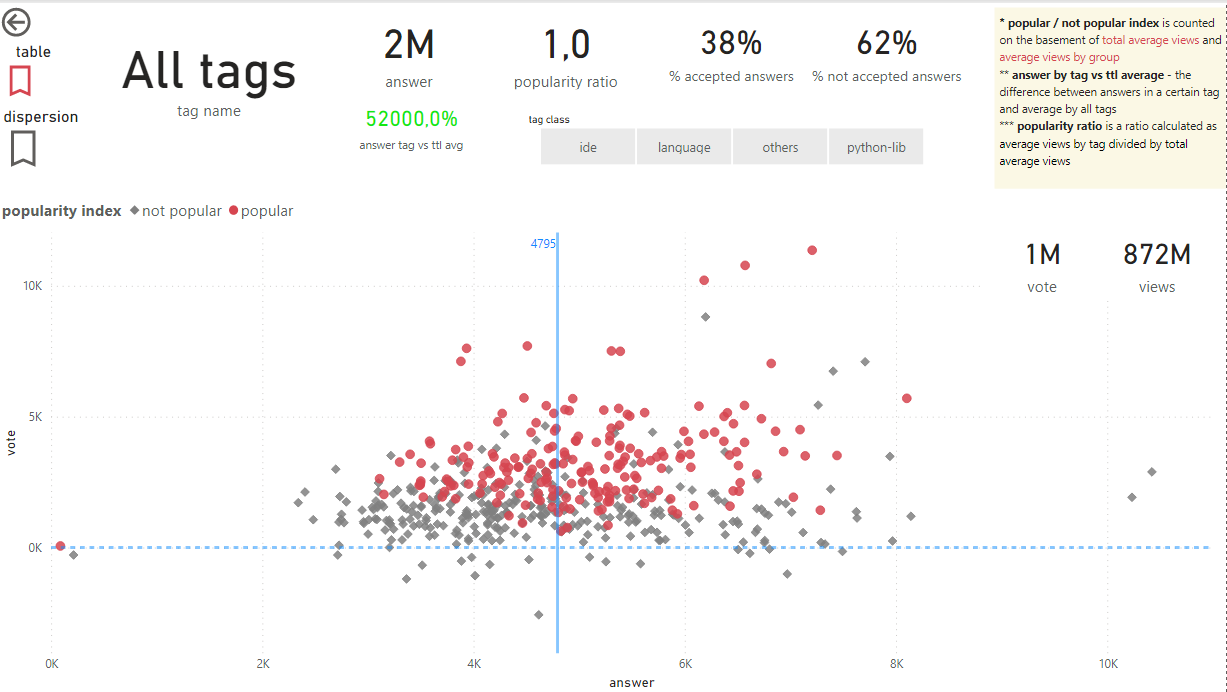 table
dispersion
All tags
tag name
2M
answer
52000,0%
answer tag vs ttl avg
1,0
popularity ratio
38%
% accepted answers
62%
% not accepted answers
tag class
ide
language
others
python-lib
* popular / not popular index is counted
on the basement of total average views and
average views by group
** answer by tag vs ttl average - the
difference between answers in a certain tag
and average by all tags
*** popularity ratio is a ratio calculated as
average views by tag divided by total
average views
popularity index not popular popular
1M
vote
872M
views
4795
10K
5K
0K
vote
0K 2K 4K 6K 8K 10K
answer